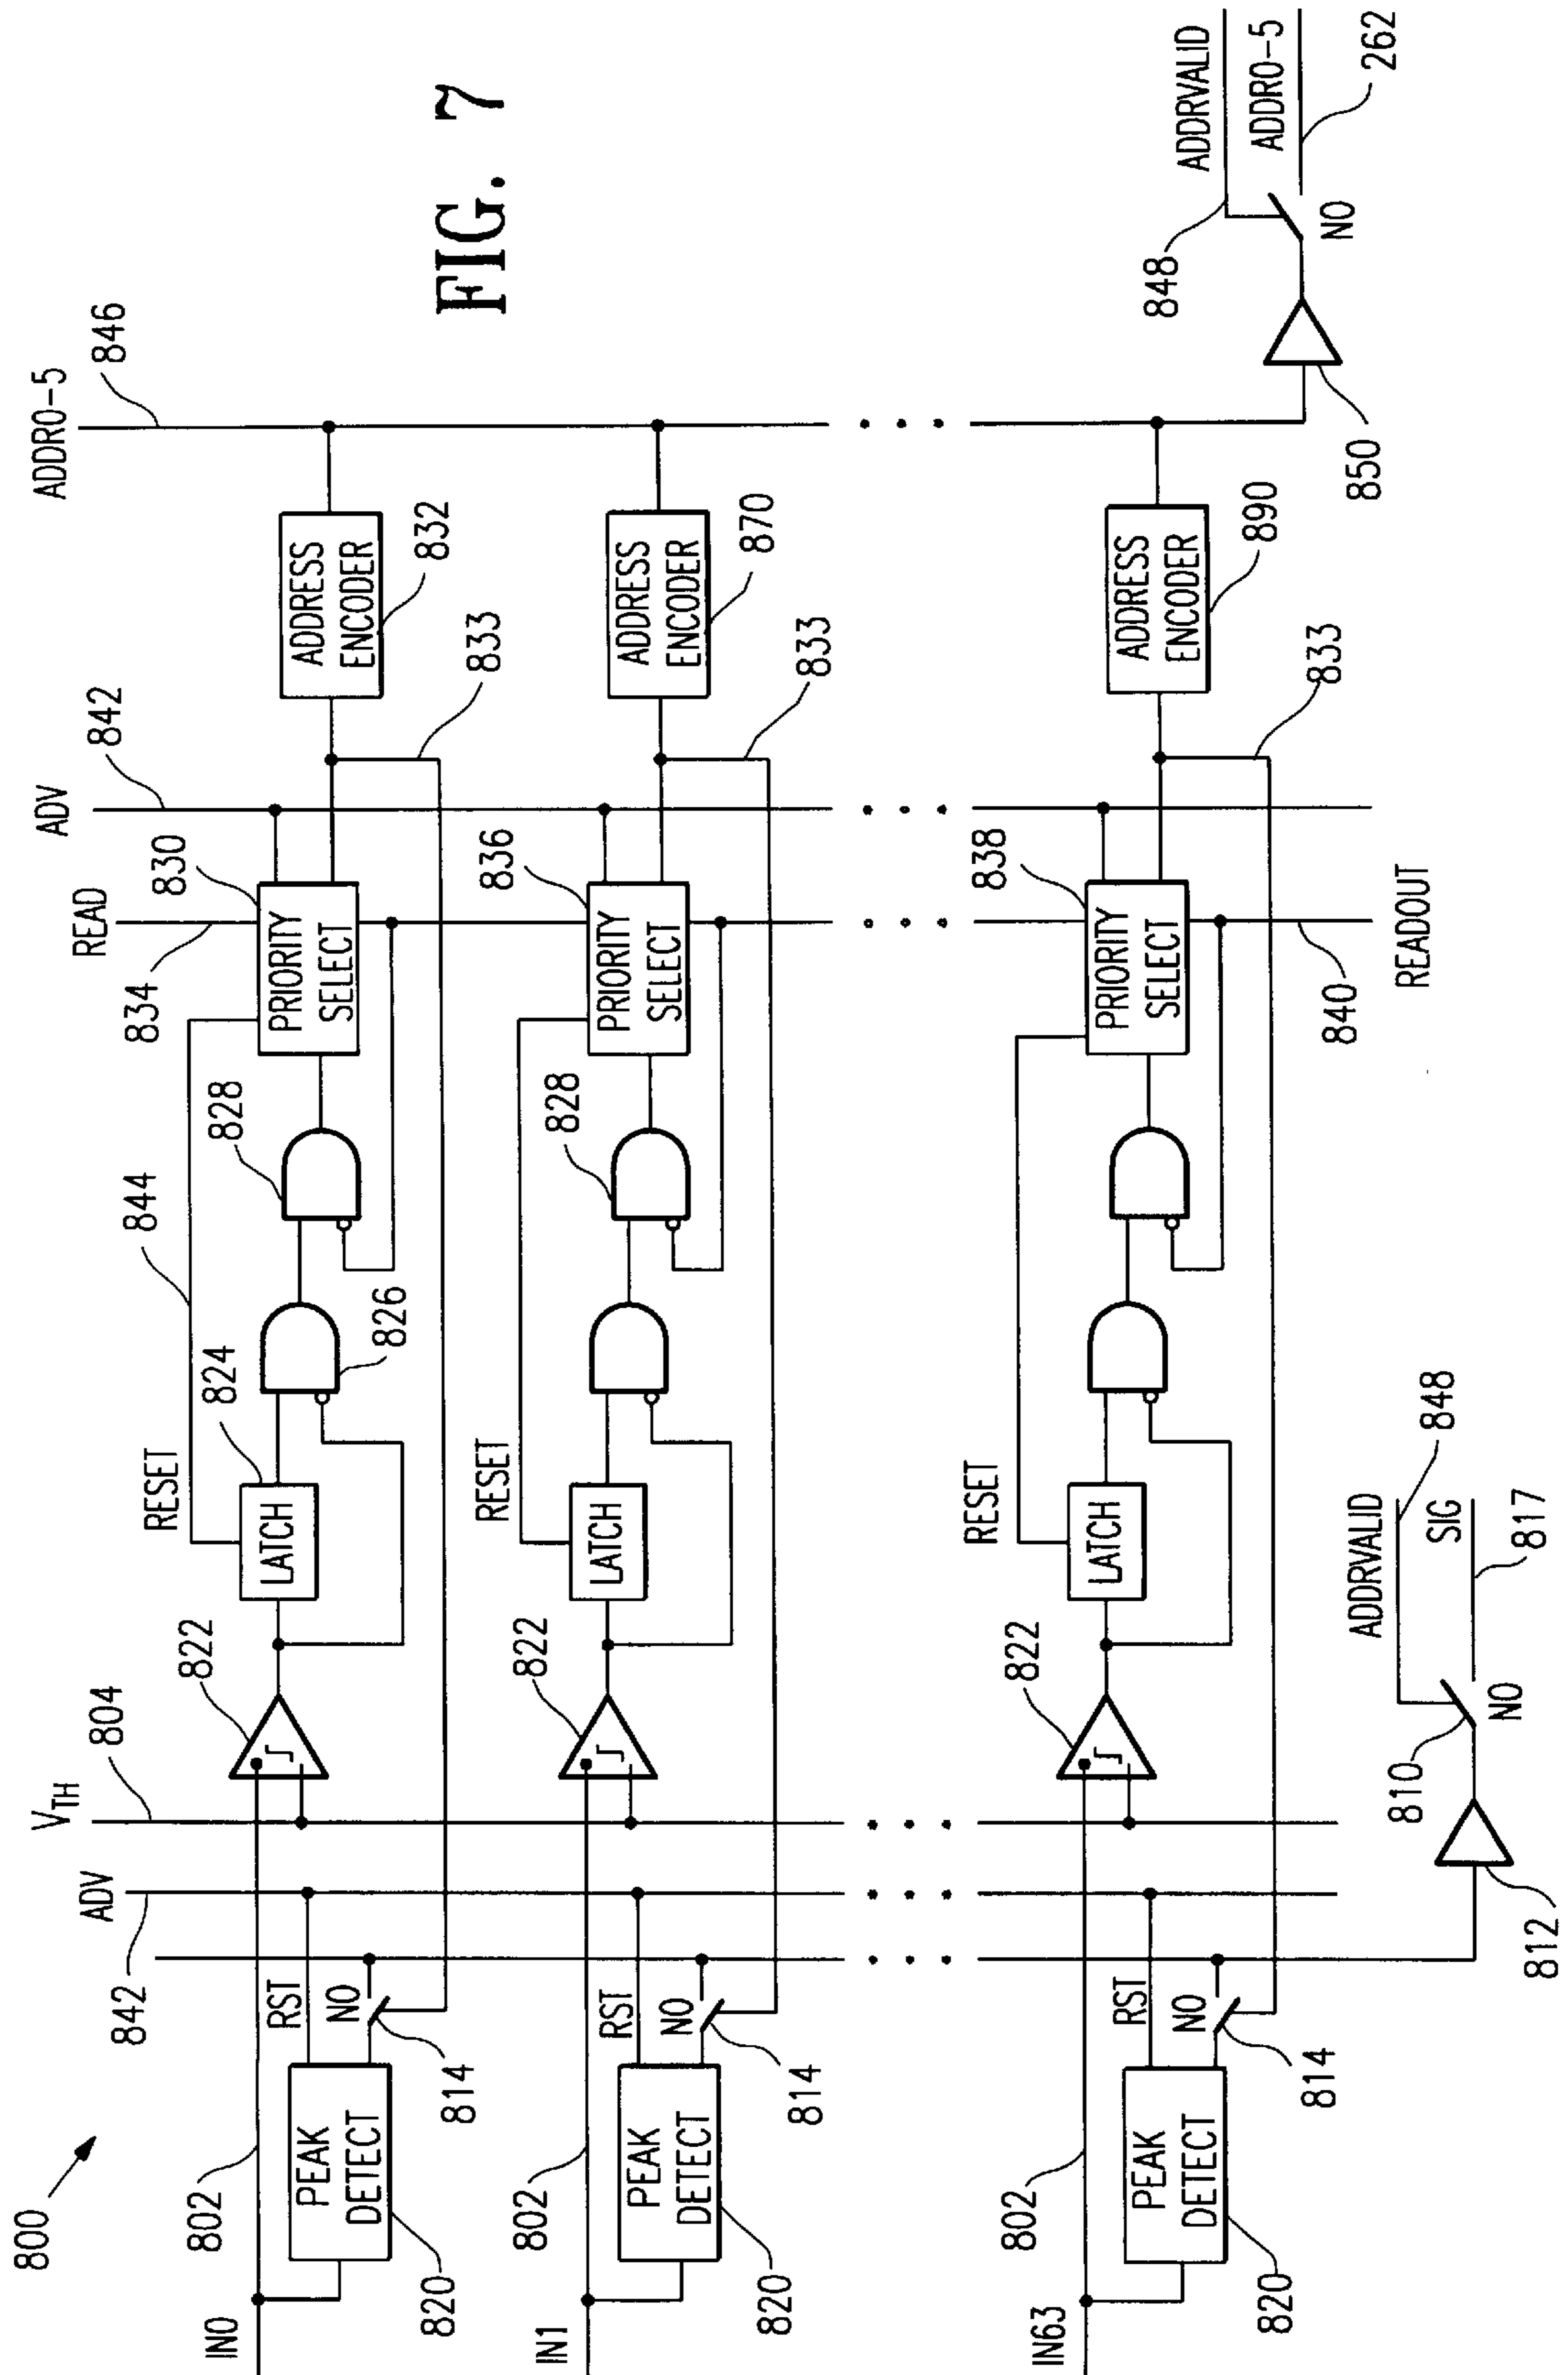 FIG. 7
800
842
ADV
VTH
804
822
RESET
824
844
828
834
READ
830
ADV
842
ADDR0-5
846
IN0
802
RST
NO
PEAK
DETECT
LATCH
PRIORITY
SELECT
ADDRESS
ENCODER
820
814
826
833
832
IN1
802
RST
NO
822
RESET
828
836
PEAK
DETECT
LATCH
PRIORITY
SELECT
ADDRESS
ENCODER
820
814
833
870
IN63
802
RST
NO
822
RESET
838
PEAK
DETECT
LATCH
PRIORITY
SELECT
ADDRESS
ENCODER
820
814
833
890
840
READOUT
850
848
ADDRVALID
ADDR0-5
NO
262
812
810
ADDRVALID
848
SIG
NO
817